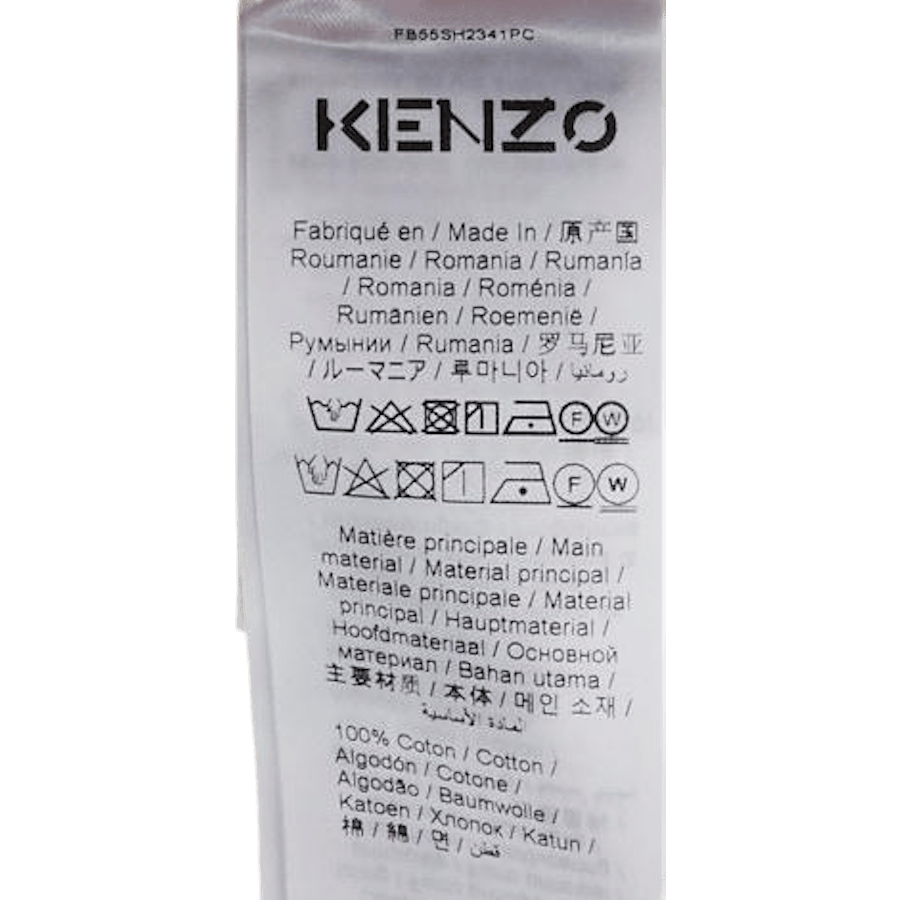 FB55SH2341PC
KENZO
Fabriqué en / Made In / 原产国
Roumanie / Romania / Rumanía
/ Romania / Roménia /
Rumänien / Roemenië /
Румынии / Rumania / 罗马尼亚
/ ルーマニア / 루마니아 / رومانيا
F W
F W
Matière principale / Main
material / Material principal /
Materiale principale / Material
principal / Hauptmaterial /
Hoofdmateriaal / Основной
материал / Bahan utama /
主要材质 / 本体 / 메인 소재 /
المادة الأساسية
100% Coton / Cotton /
Algodón / Cotone /
Algodão / Baumwolle /
Katoen / Хлопок / Katun /
棉 / 綿 / 면 / قطن